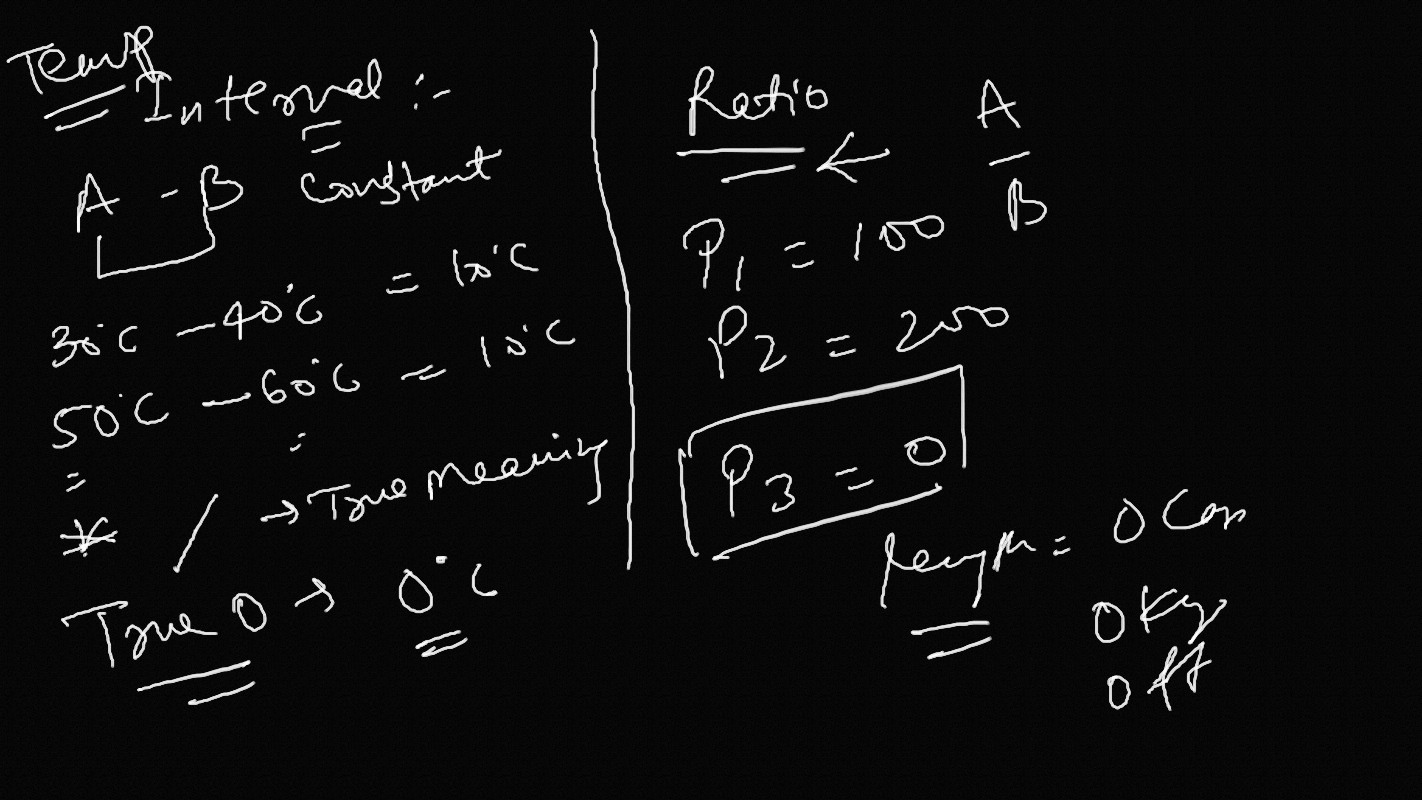 Temp
Interval :-
A - B constant
30°C - 40°C = 10°C
50°C - 60°C = 10°C
→ True meaning
True 0 → 0°C
Ratio ← A
B
P1 = 100
P2 = 200
P3 = 0
length = 0 cm
0 kg
0 ft